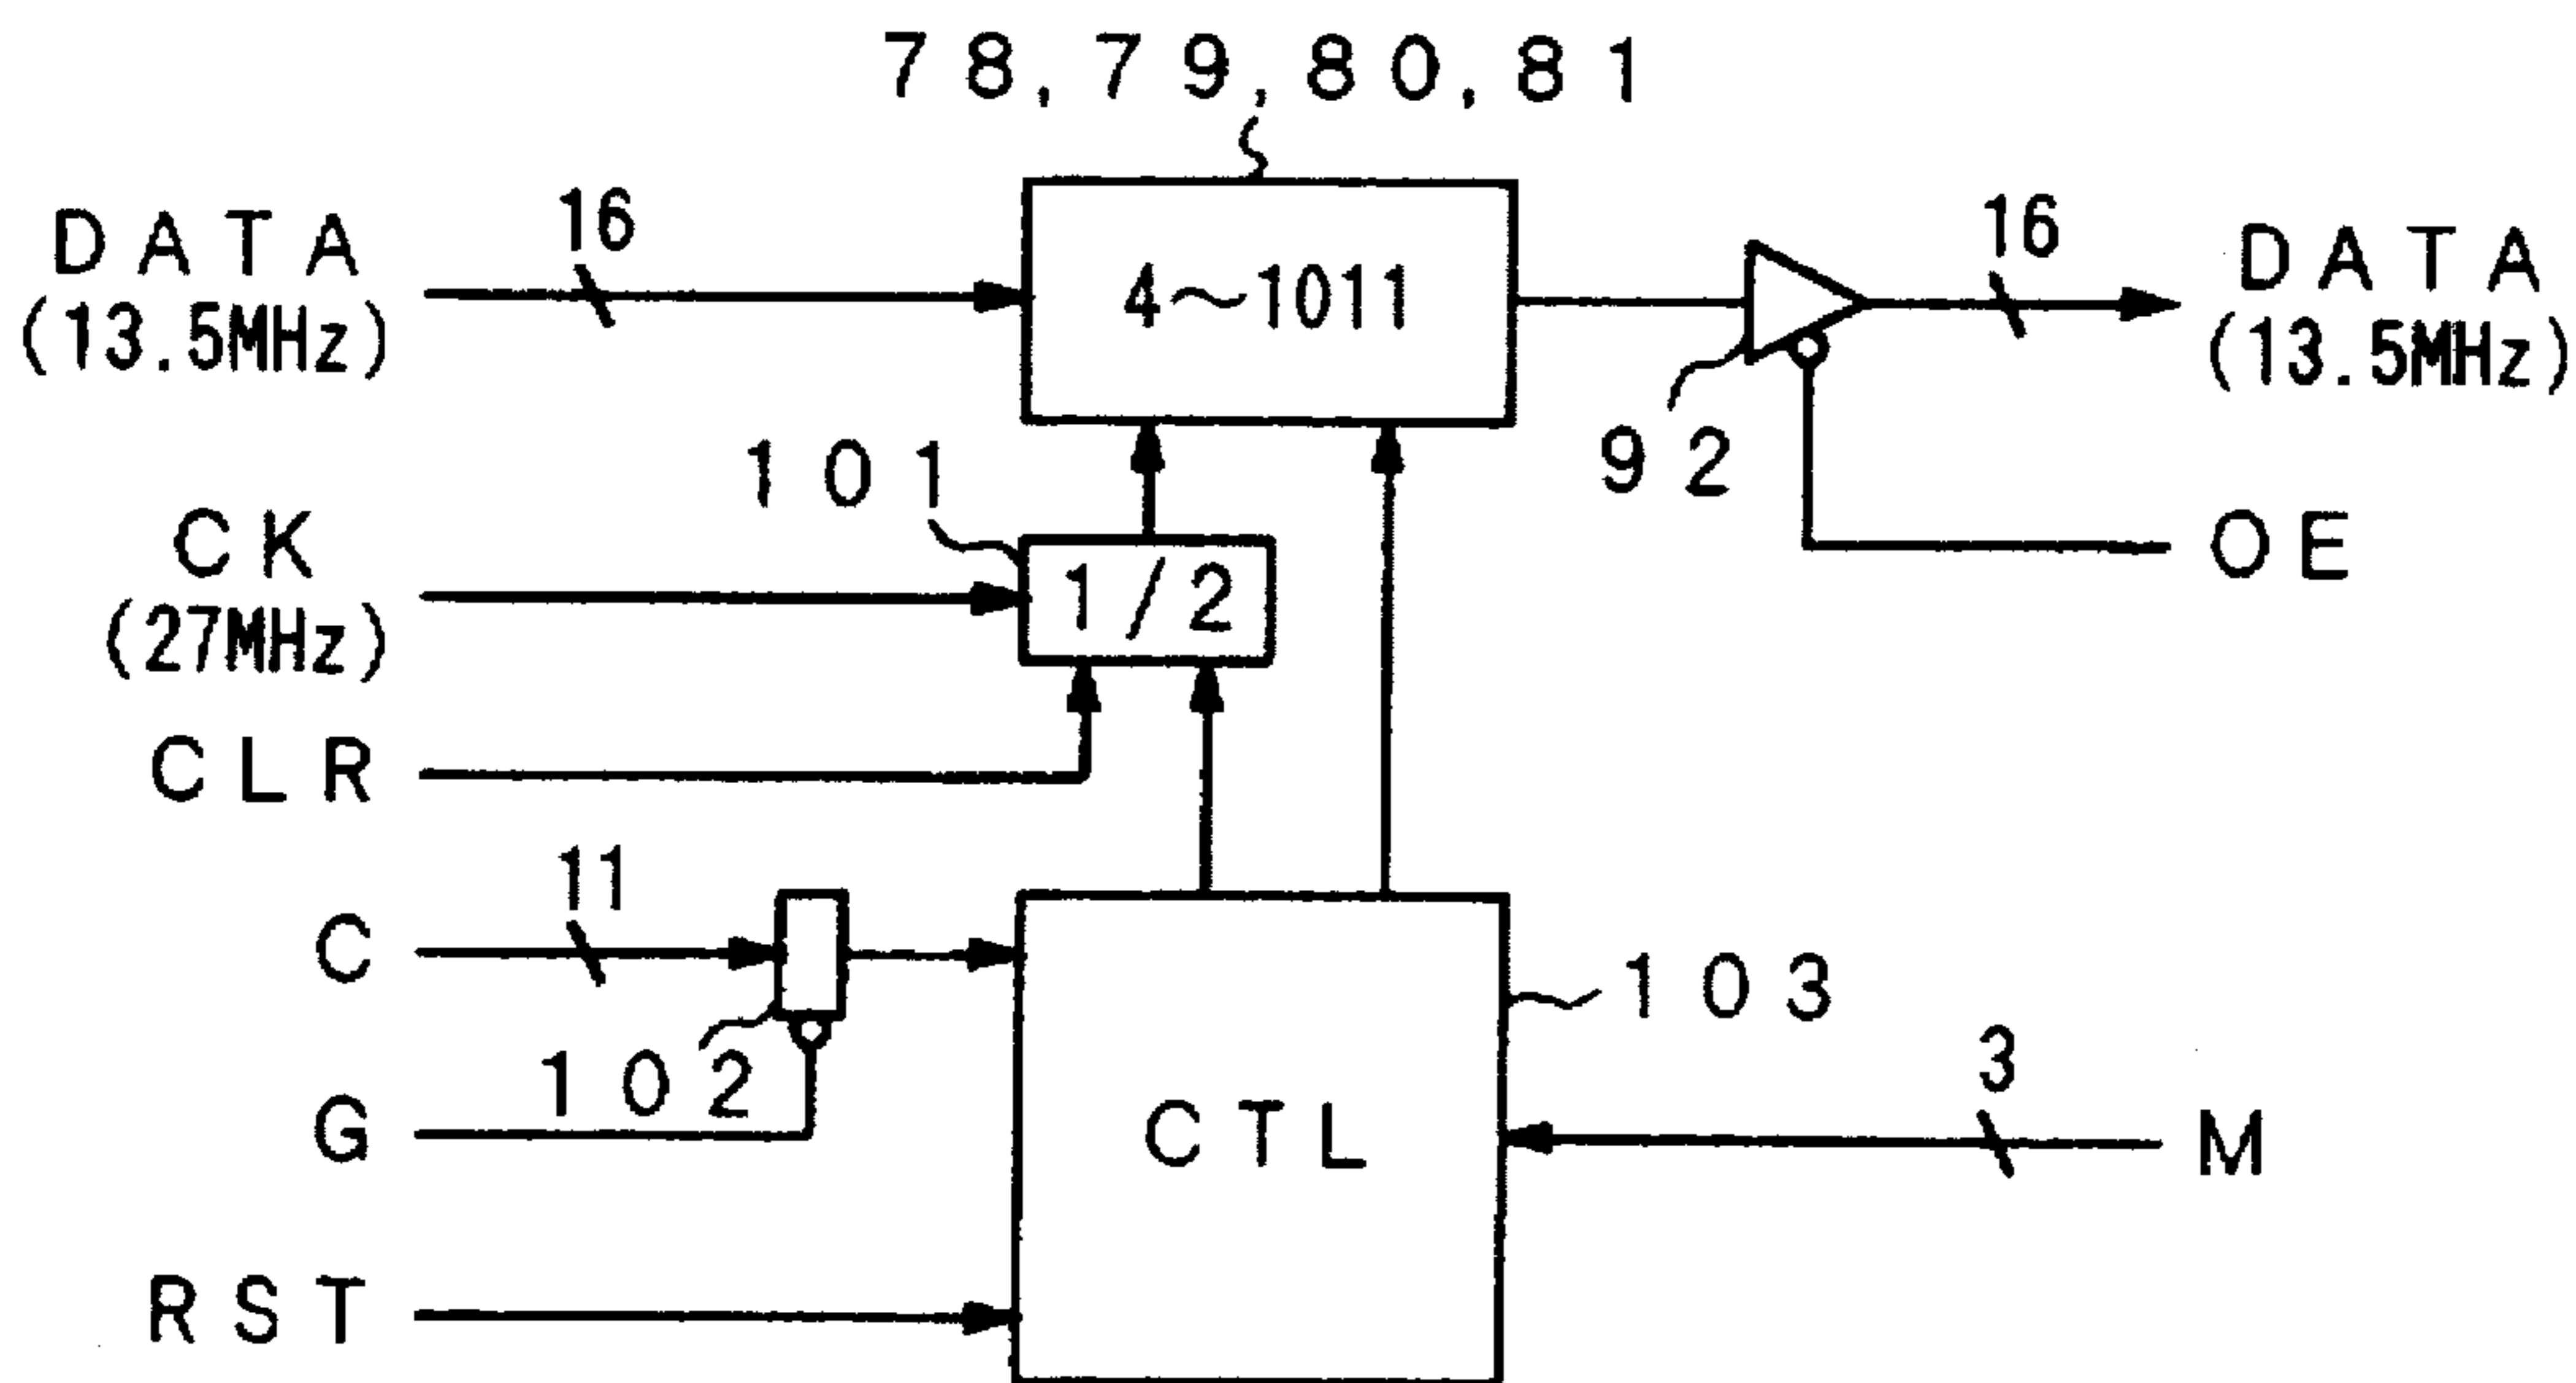 78, 79, 80, 81
DATA
(13.5MHz)
16
4～1011
16
DATA
(13.5MHz)
92
OE
101
CK
(27MHz)
1/2
CLR
C
11
102
G
CTL
103
3
M
RST